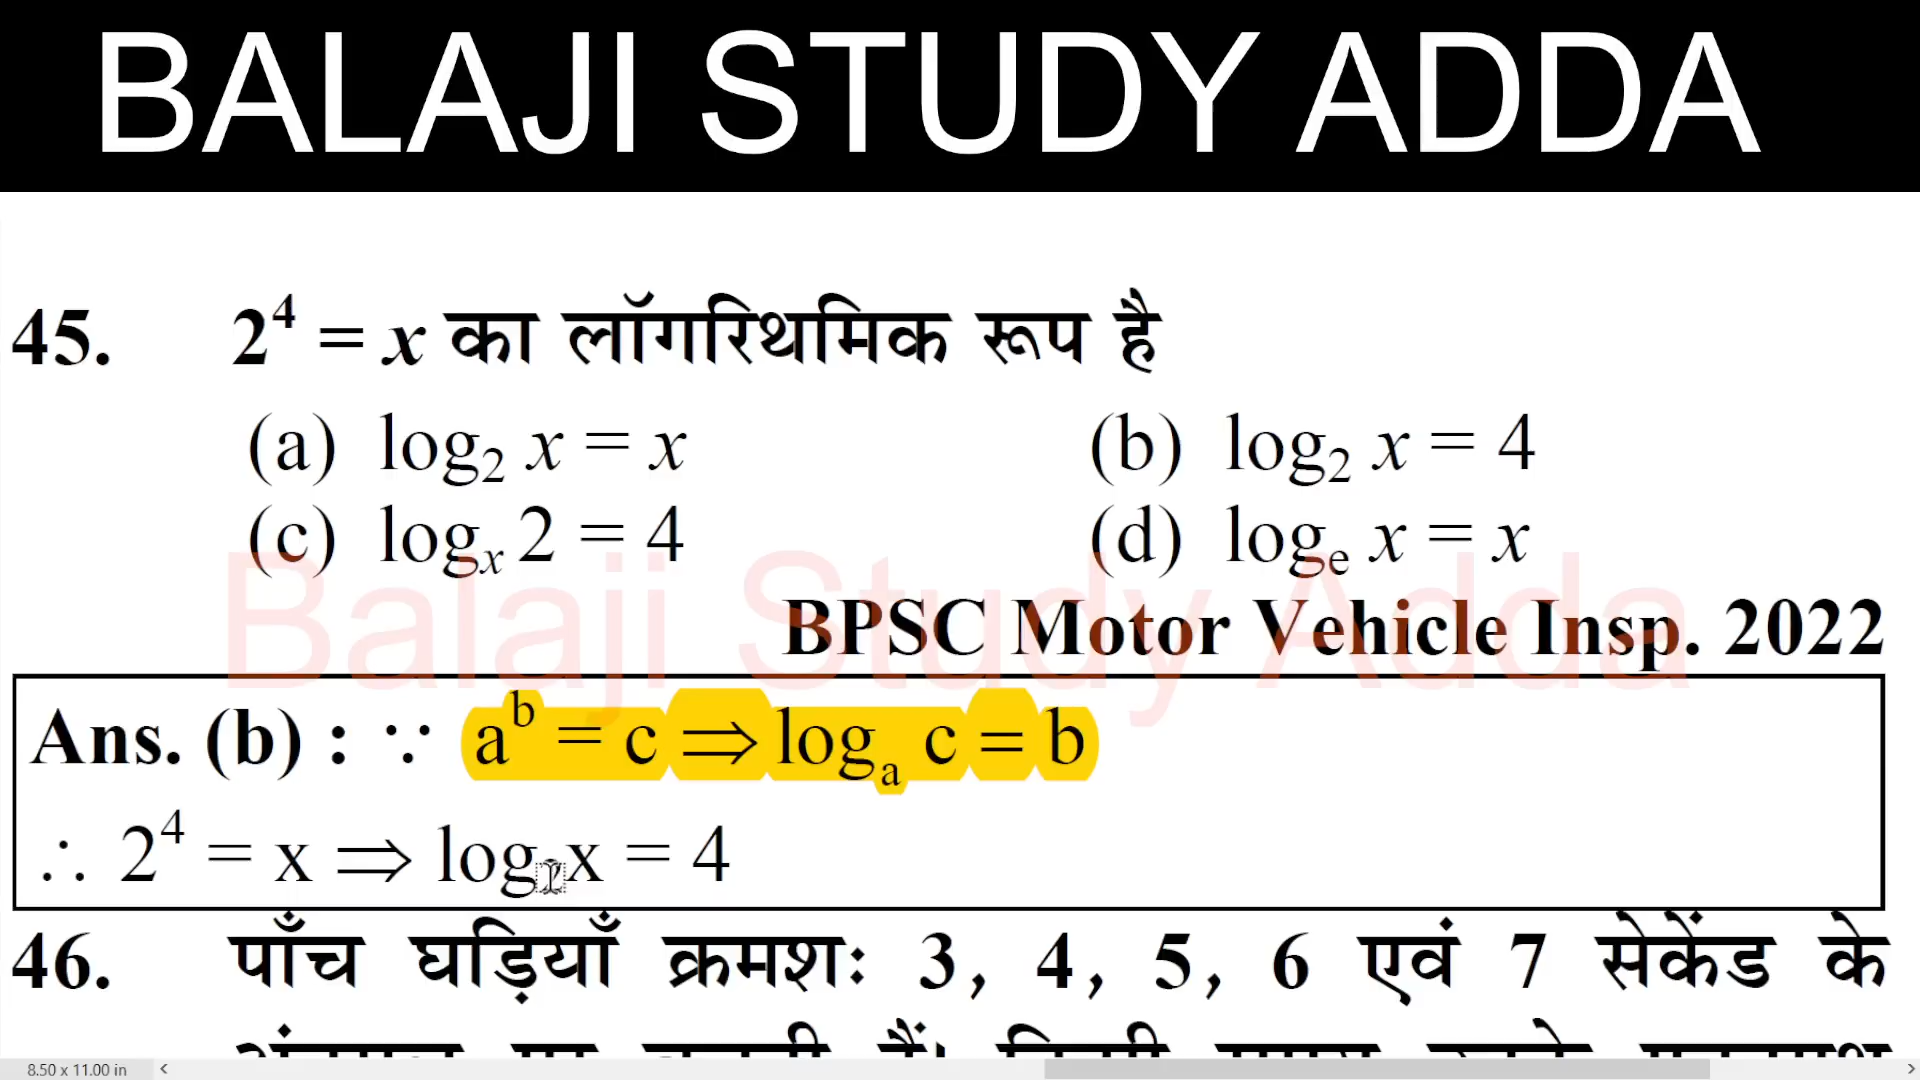 BALAJI STUDY ADDA
45. 2⁴ = x का लॉगरिथमिक रूप है
(a) log₂ x = x (b) log₂ x = 4
(c) logₓ 2 = 4 (d) logₑ x = x
Balaji Study Adda
BPSC Motor Vehicle Insp. 2022
Ans. (b) : ∵ aᵇ = c ⇒ logₐ c = b
∴ 2⁴ = x ⇒ log₂x = 4
46. पाँच घड़ियाँ क्रमशः 3, 4, 5, 6 एवं 7 सेकेंड के
8.50 x 11.00 in